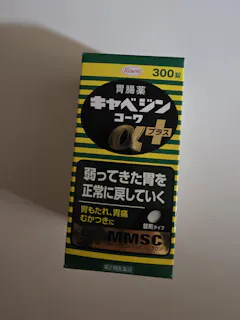 Kowa
300錠
胃腸薬
キャベジン
コーワ
α+
プラス
弱ってきた胃を
正常に戻していく
胃もたれ、胃痛
むかつきに
錠剤タイプ
MMSC
第2類医薬品